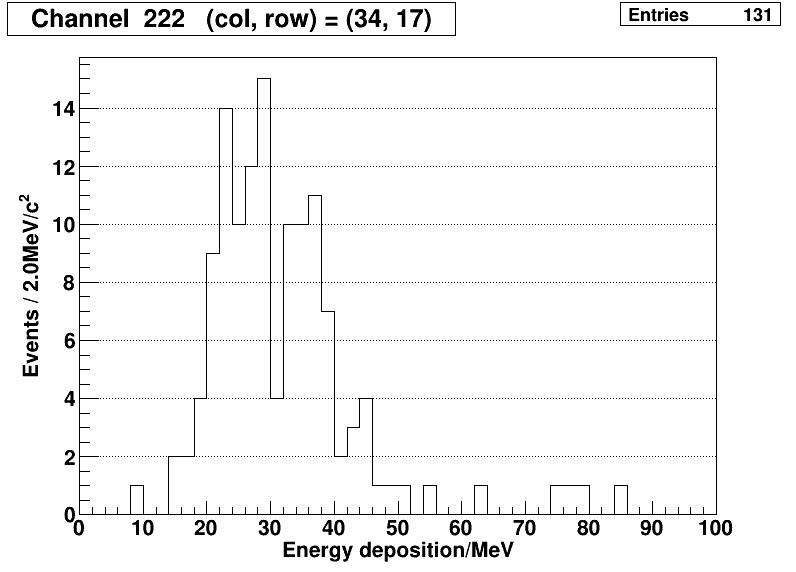 Channel 222 (col, row) = (34, 17)
Entries 131
Events / 2.0MeV/c²
14
12
10
8
6
4
2
0
0 10 20 30 40 50 60 70 80 90 100
Energy deposition/MeV